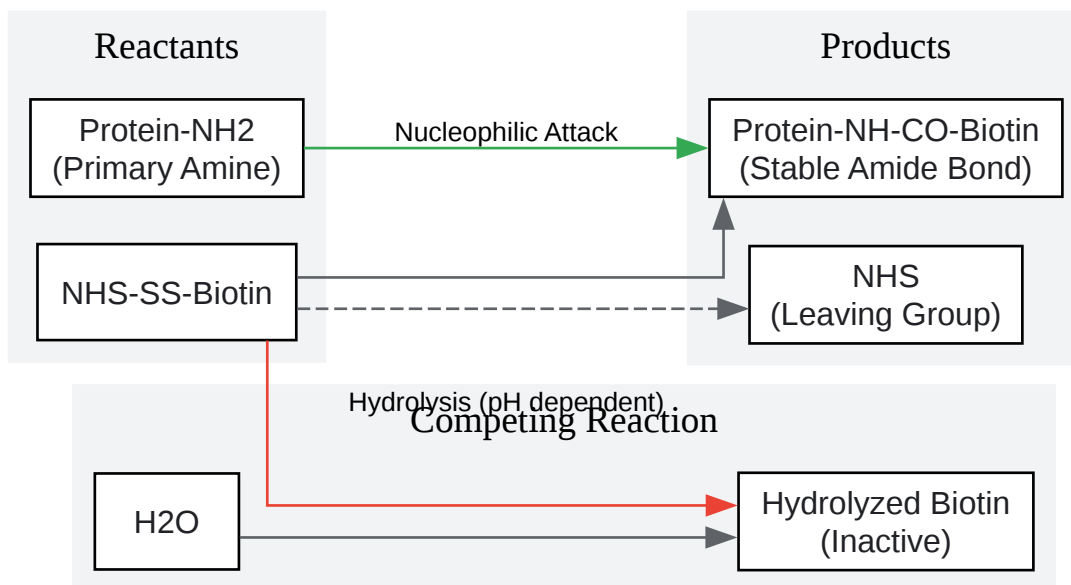 Reactants
Products
Protein-NH2
(Primary Amine)
Nucleophilic Attack
Protein-NH-CO-Biotin
(Stable Amide Bond)
NHS-SS-Biotin
NHS
(Leaving Group)
Hydrolysis (pH dependent)
Competing Reaction
H2O
Hydrolyzed Biotin
(Inactive)